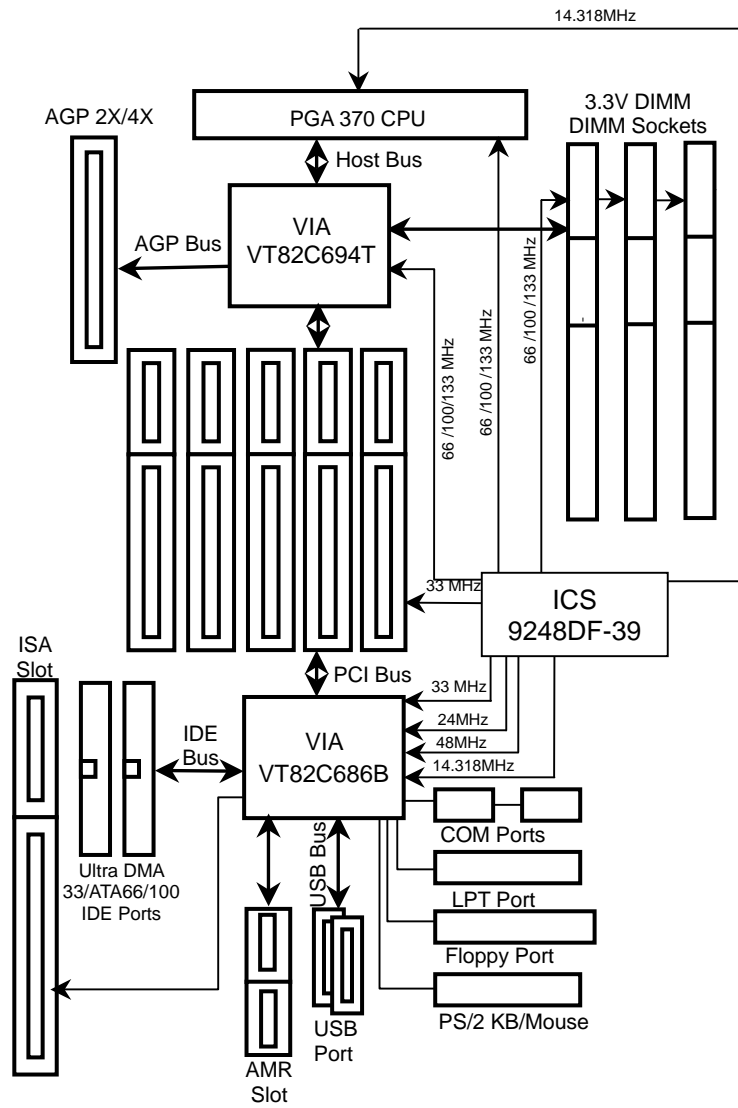 14.318MHz
AGP 2X/4X
PGA 370 CPU
3.3V DIMM
DIMM Sockets
Host Bus
VIA
VT82C694T
AGP Bus
66 /100/133 MHz
66 /100 /133 MHz
66 /100 /133 MHz
33 MHz
ICS
9248DF-39
ISA
Slot
PCI Bus
33 MHz
24MHz
48MHz
14.318MHz
IDE
Bus
VIA
VT82C686B
COM Ports
Ultra DMA
33/ATA66/100
IDE Ports
USB Bus
LPT Port
Floppy Port
PS/2 KB/Mouse
USB
Port
AMR
Slot